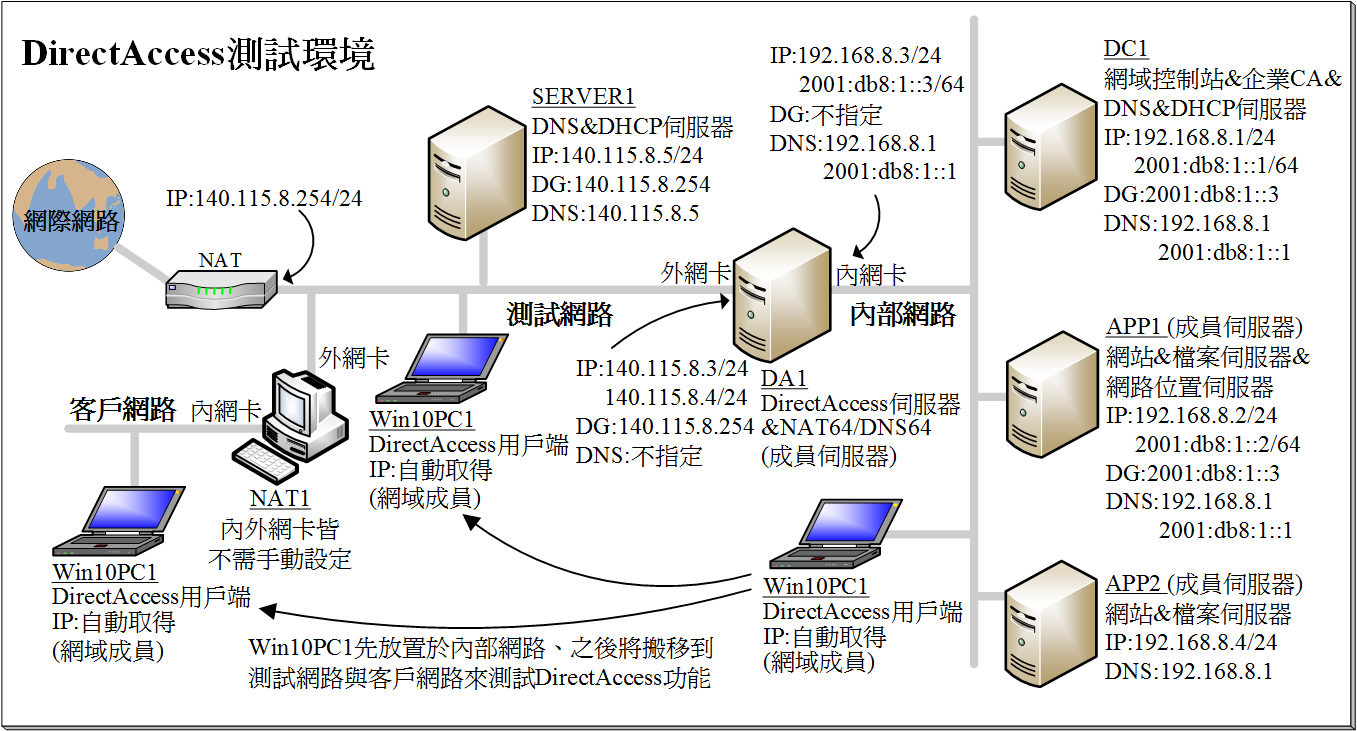 DirectAccess測試環境
網際網路
IP:140.115.8.254/24
NAT
SERVER1
DNS&DHCP伺服器
IP:140.115.8.5/24
DG:140.115.8.254
DNS:140.115.8.5
IP:192.168.8.3/24
2001:db8:1::3/64
DG:不指定
DNS:192.168.8.1
2001:db8:1::1
DC1
網域控制站&企業CA&
DNS&DHCP伺服器
IP:192.168.8.1/24
2001:db8:1::1/64
DG:2001:db8:1::3
DNS:192.168.8.1
2001:db8:1::1
外網卡
內網卡
測試網路
內部網路
IP:140.115.8.3/24
140.115.8.4/24
DG:140.115.8.254
DNS:不指定
DA1
DirectAccess伺服器
&NAT64/DNS64
(成員伺服器)
APP1 (成員伺服器)
網站&檔案伺服器&
網路位置伺服器
IP:192.168.8.2/24
2001:db8:1::2/64
DG:2001:db8:1::3
DNS:192.168.8.1
2001:db8:1::1
外網卡
客戶網路
內網卡
NAT1
內外網卡皆
不需手動設定
Win10PC1
DirectAccess用戶端
IP:自動取得
(網域成員)
Win10PC1
DirectAccess用戶端
IP:自動取得
(網域成員)
Win10PC1
DirectAccess用戶端
IP:自動取得
(網域成員)
APP2 (成員伺服器)
網站&檔案伺服器
IP:192.168.8.4/24
DNS:192.168.8.1
Win10PC1先放置於內部網路、之後將搬移到
測試網路與客戶網路來測試DirectAccess功能